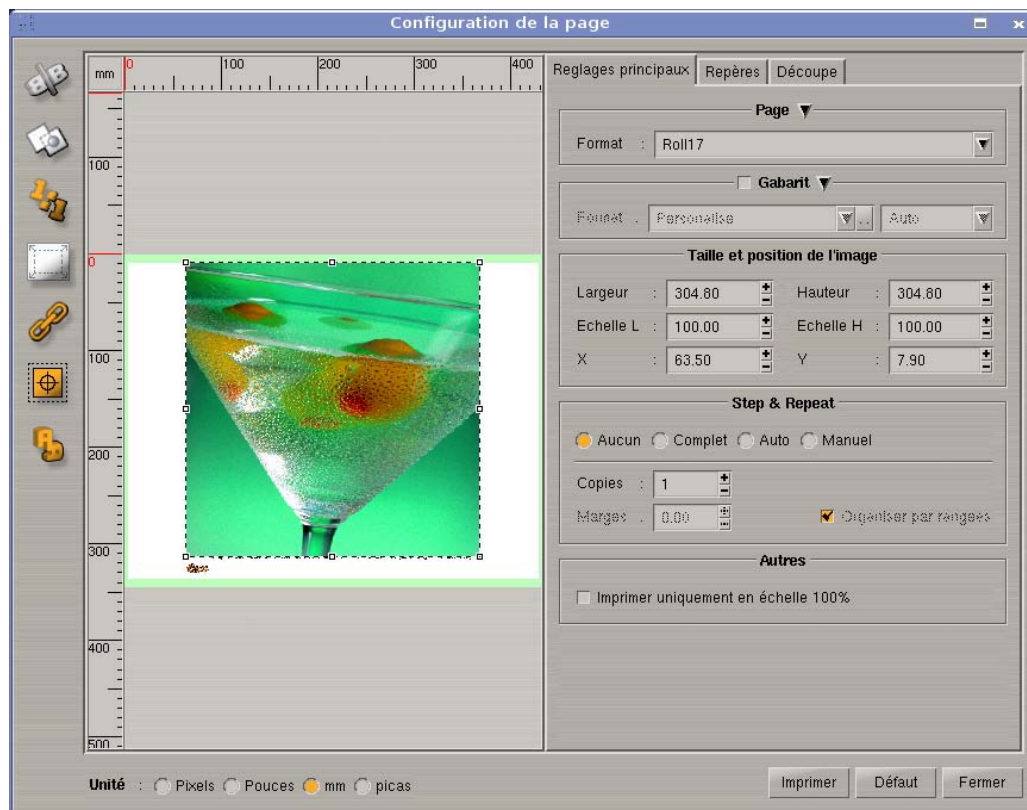 Configuration de la page
mm
0 100 200 300 400
100
0
100
200
300
400
500
Reglages principaux Repères Découpe
Page
Format : Roll17
Gabarit
Format : Personalise .. Auto
Taille et position de l'image
Largeur : 304.80 Hauteur : 304.80
Echelle L : 100.00 Echelle H : 100.00
X : 63.50 Y : 7.90
Step & Repeat
Aucun Complet Auto Manuel
Copies : 1
Marges : 0.00 Organiser par rangees
Autres
Imprimer uniquement en échelle 100%
Unité : Pixels Pouces mm picas
Imprimer Défaut Fermer